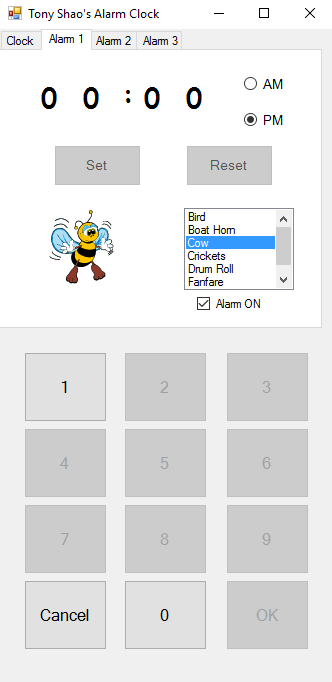 Tony Shao's Alarm Clock
Clock Alarm 1 Alarm 2 Alarm 3
0 0 : 0 0
AM
PM
Set Reset
Bird
Boat Horn
Cow
Crickets
Drum Roll
Fanfare
Alarm ON
1 2 3
4 5 6
7 8 9
Cancel 0 OK